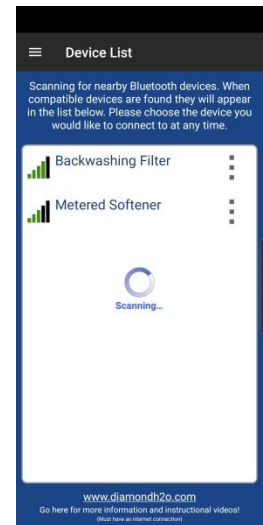 Device List
Scanning for nearby Bluetooth devices. When
compatible devices are found they will appear
in the list below. Please choose the device you
would like to connect to at any time.
Backwashing Filter
Metered Softener
Scanning...
www.diamondh2o.com
Go here for more information and instructional videos!
(Must have an internet connection)